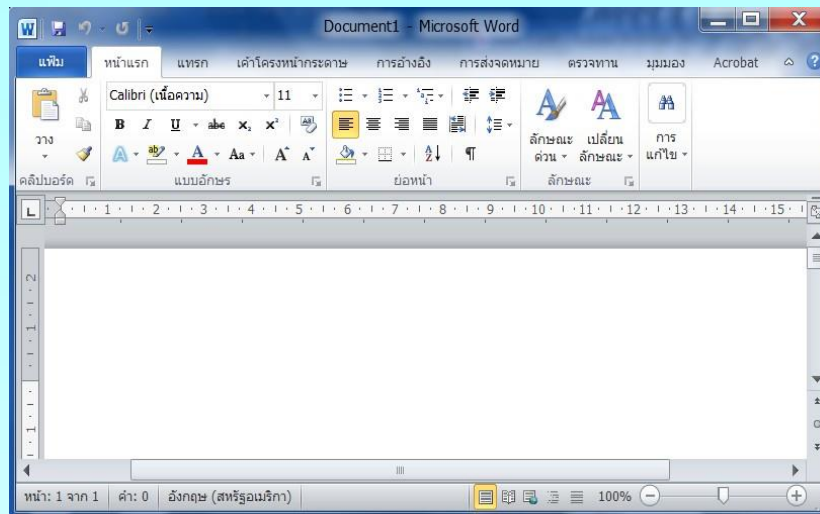 Document1 - Microsoft Word
แฟ้ม หน้าแรก แทรก เค้าโครงหน้ากระดาษ การอ้างอิง การส่งจดหมาย ตรวจทาน มุมมอง Acrobat
Calibri (เนื้อความ) 11
B I U abe x₂ x²
วาง
A ab A Aa A A
ลักษณะด่วน
เปลี่ยนลักษณะ
การแก้ไข
คลิปบอร์ด แบบอักษร ย่อหน้า ลักษณะ
L 1 2 3 4 5 6 7 8 9 10 11 12 13 14 15
2
1
1
หน้า: 1 จาก 1 คำ: 0 อังกฤษ (สหรัฐอเมริกา) 100%